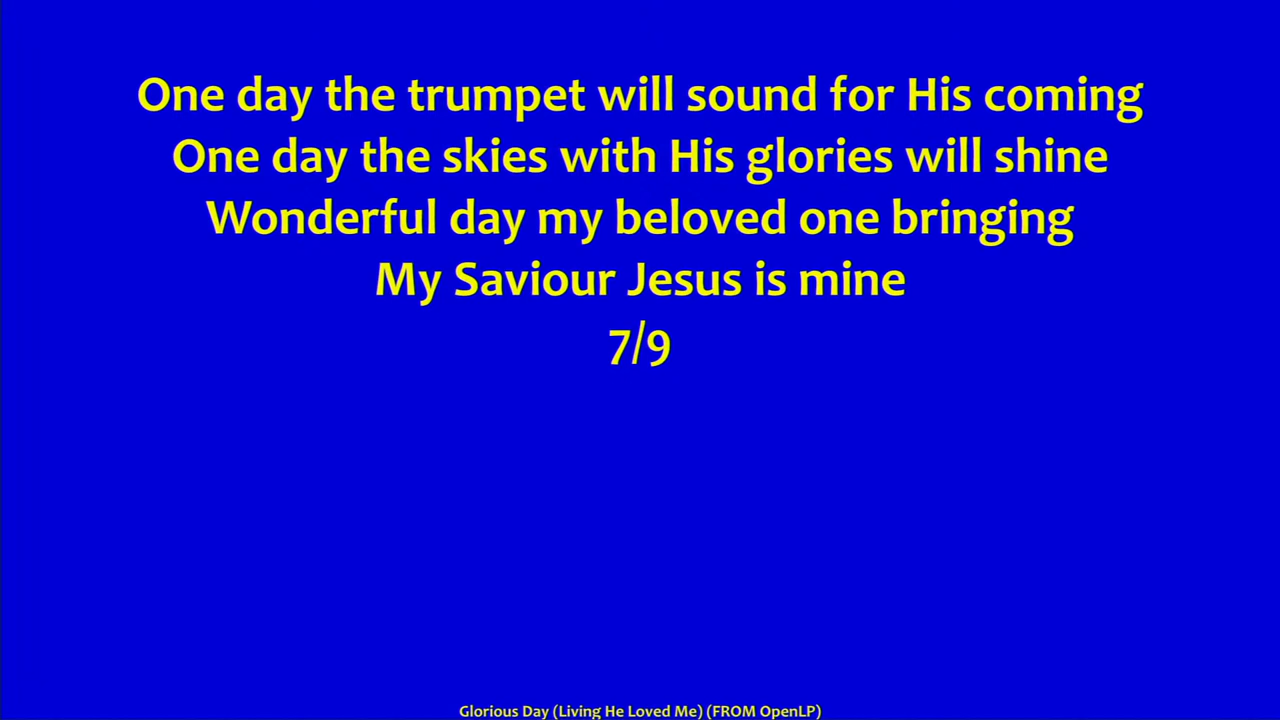 One day the trumpet will sound for His coming
One day the skies with His glories will shine
Wonderful day my beloved one bringing
My Saviour Jesus is mine
7/9
Glorious Day (Living He Loved Me) (FROM OpenLP)